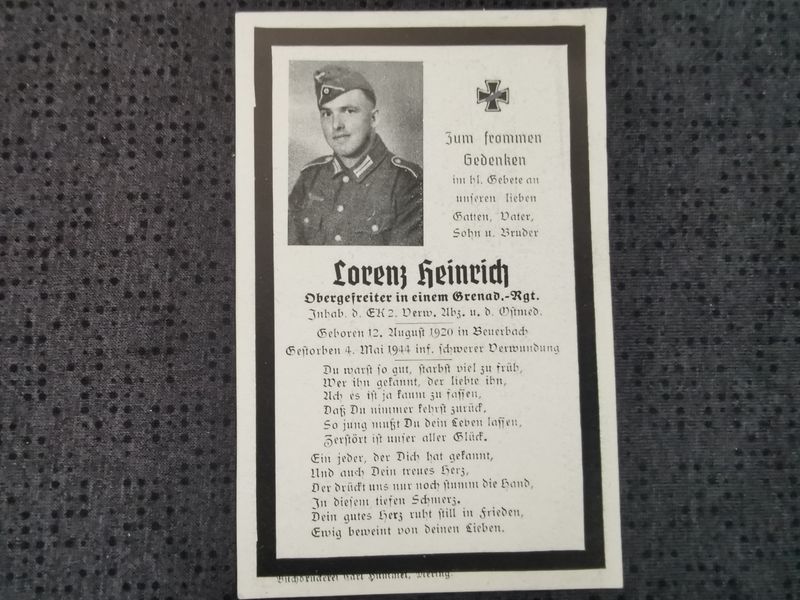 Zum frommen
Gedenken
im hl. Gebete an
unseren lieben
Gatten, Vater,
Sohn u. Bruder
Lorenz Heinrich
Obergefreiter in einem Grenad.-Rgt.
Inhab. d. EK 2. Verw. Abz. u. d. Ostmed.
Geboren 12. August 1920 in Beuerbach
Gestorben 4. Mai 1944 inf. schwerer Verwundung
Du warst so gut, starbst viel zu früh,
Wer ihn gekannt, der liebte ihn,
Ach es ist ja kaum zu fassen,
Daß Du nimmer kehrst zurück.
So jung mußt Du dein Leben lassen,
Zerstört ist unser aller Glück.
Ein jeder, der Dich hat gekannt,
Und auch Dein treues Herz,
Der drückt uns nur noch stumm die Hand,
In diesem tiefen Schmerz.
Dein gutes Herz ruht still in Frieden,
Ewig beweint von deinen Lieben.
Buchdruckerei Carl Hummel, Mering.